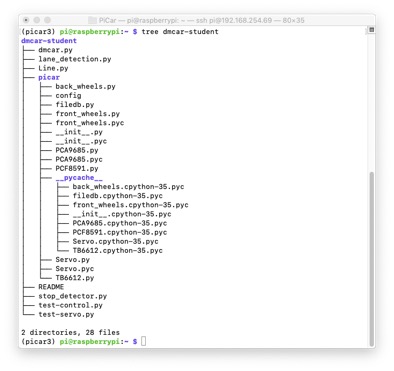 PiCar — pi@raspberrypi: ~ — ssh pi@192.168.254.69 — 80×35
(picar3) pi@raspberrypi:~ $ tree dmcar-student
dmcar-student
├── dmcar.py
├── lane_detection.py
├── Line.py
├── picar
│   ├── back_wheels.py
│   ├── config
│   ├── filedb.py
│   ├── front_wheels.py
│   ├── front_wheels.pyc
│   ├── __init__.py
│   ├── __init__.pyc
│   ├── PCA9685.py
│   ├── PCA9685.pyc
│   ├── PCF8591.py
│   ├── __pycache__
│   │   ├── back_wheels.cpython-35.pyc
│   │   ├── filedb.cpython-35.pyc
│   │   ├── front_wheels.cpython-35.pyc
│   │   ├── __init__.cpython-35.pyc
│   │   ├── PCA9685.cpython-35.pyc
│   │   ├── PCF8591.cpython-35.pyc
│   │   ├── Servo.cpython-35.pyc
│   │   └── TB6612.cpython-35.pyc
│   ├── Servo.py
│   ├── Servo.pyc
│   └── TB6612.py
├── README
├── stop_detector.py
├── test-control.py
└── test-servo.py
2 directories, 28 files
(picar3) pi@raspberrypi:~ $